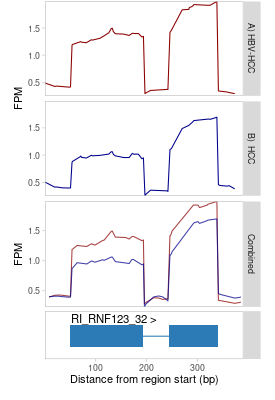 1.5
1.0
0.5
FPM
A) HBV-HCC
1.5
1.0
0.5
B) HCC
1.5
1.0
0.5
FPM
Combined
RI_RNF123_32 >
100
200
300
Distance from region start (bp)